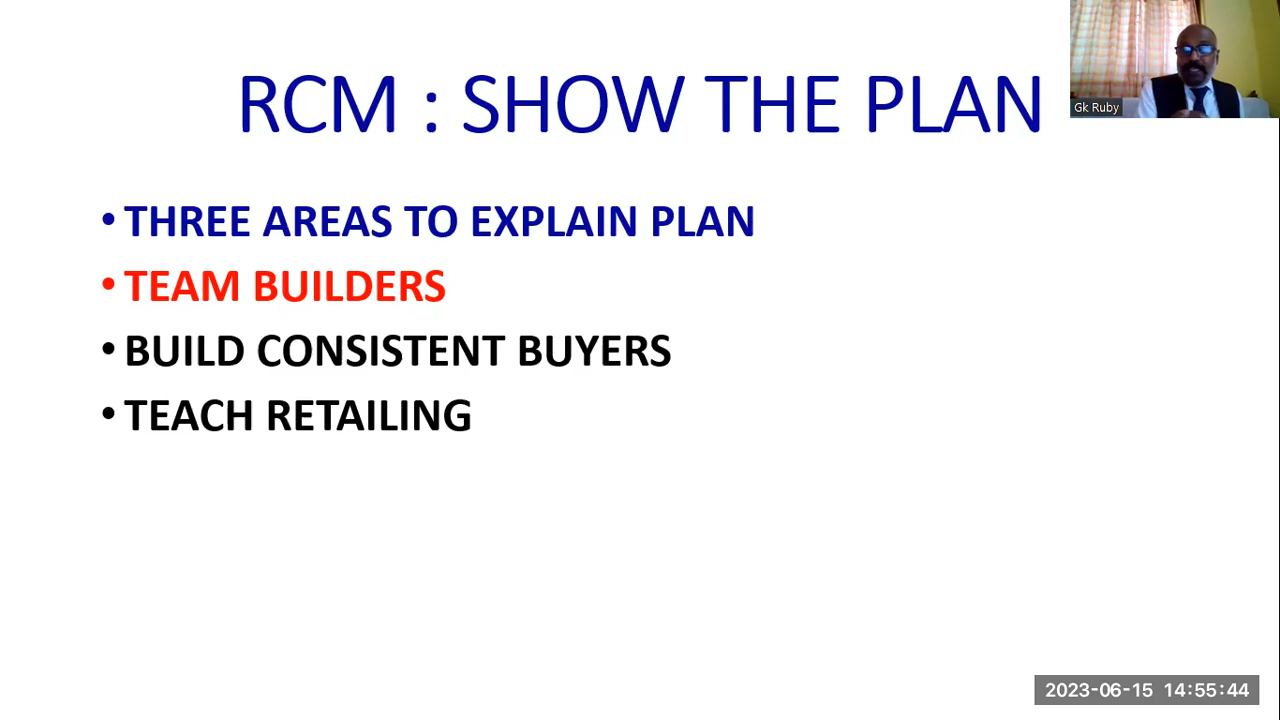 RCM : SHOW THE PLAN
Gk Ruby
• THREE AREAS TO EXPLAIN PLAN
• TEAM BUILDERS
• BUILD CONSISTENT BUYERS
• TEACH RETAILING
2023-06-15 14:55:44